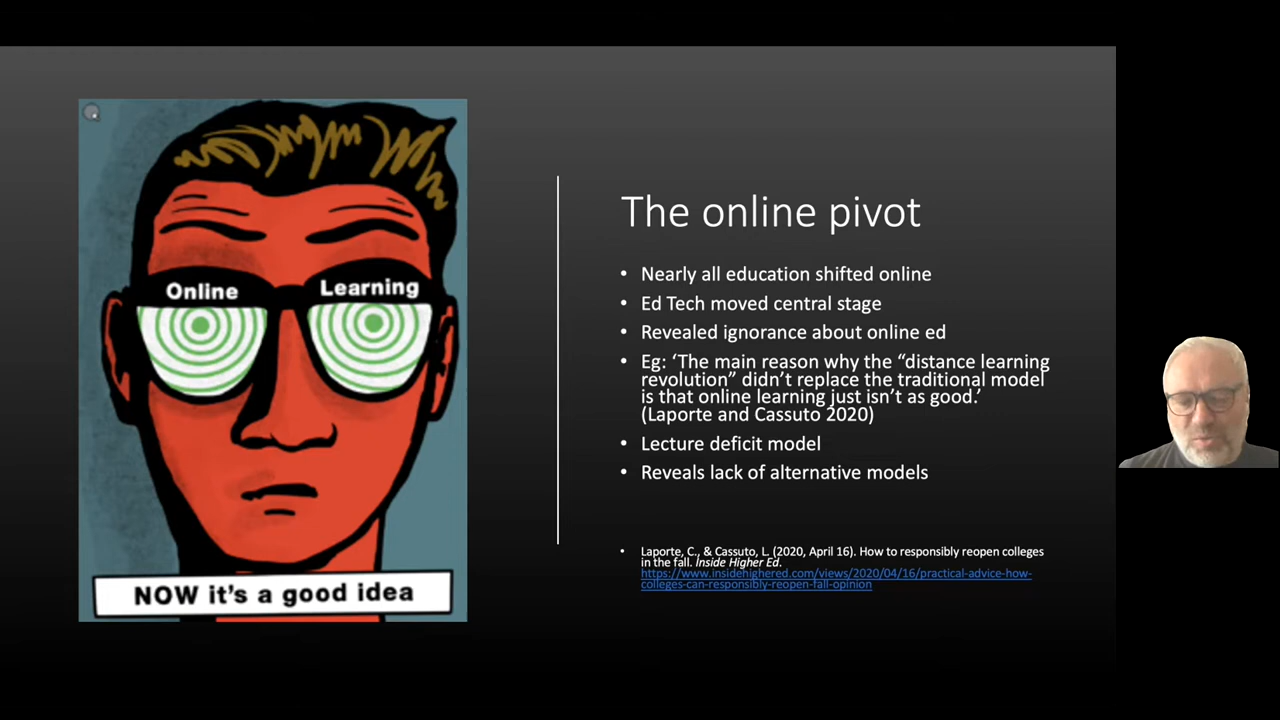 Online Learning
NOW it's a good idea
The online pivot
• Nearly all education shifted online
• Ed Tech moved central stage
• Revealed ignorance about online ed
• Eg: ‘The main reason why the “distance learning
revolution” didn’t replace the traditional model
is that online learning just isn’t as good.’
(Laporte and Cassuto 2020)
• Lecture deficit model
• Reveals lack of alternative models
• Laporte, C., & Cassuto, L. (2020, April 16). How to responsibly reopen colleges
in the fall. Inside Higher Ed.
https://www.insidehighered.com/views/2020/04/16/practical-advice-how-
colleges-can-responsibly-reopen-fall-opinion